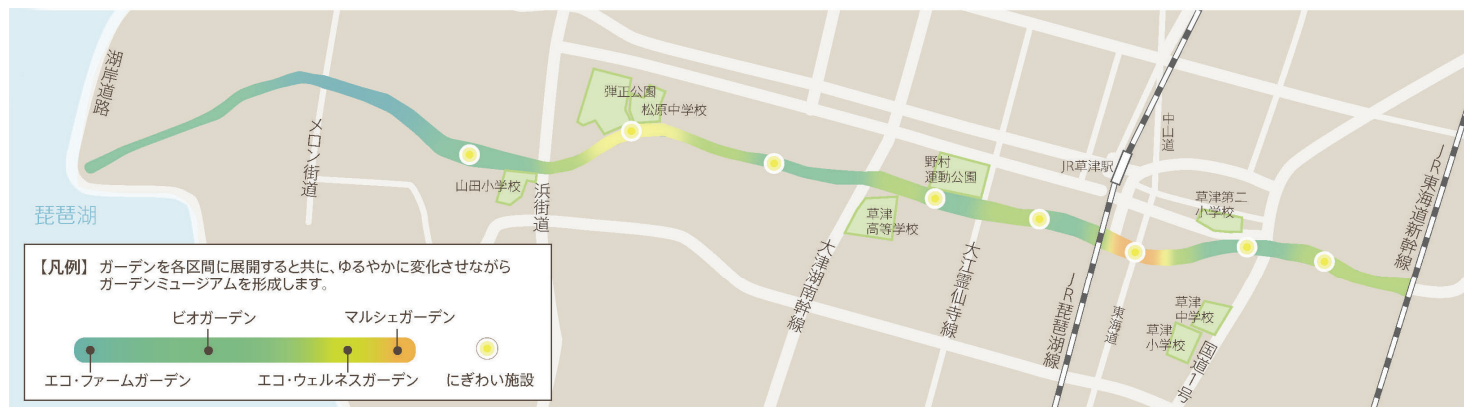 湖岸道路
メロン街道
弾正公園
松原中学校
山田小学校
浜街道
琵琶湖
野村
運動公園
草津
高等学校
大津湖南幹線
大江霊仙寺線
JR草津駅
中山道
JR琵琶湖線
東海道
草津第二
小学校
草津
中学校
草津
小学校
国道1号
JR東海道新幹線
【凡例】 ガーデンを各区間に展開すると共に、ゆるやかに変化させながら
ガーデンミュージアムを形成します。
ビオガーデン
マルシェガーデン
エコ・ファームガーデン
エコ・ウェルネスガーデン
にぎわい施設